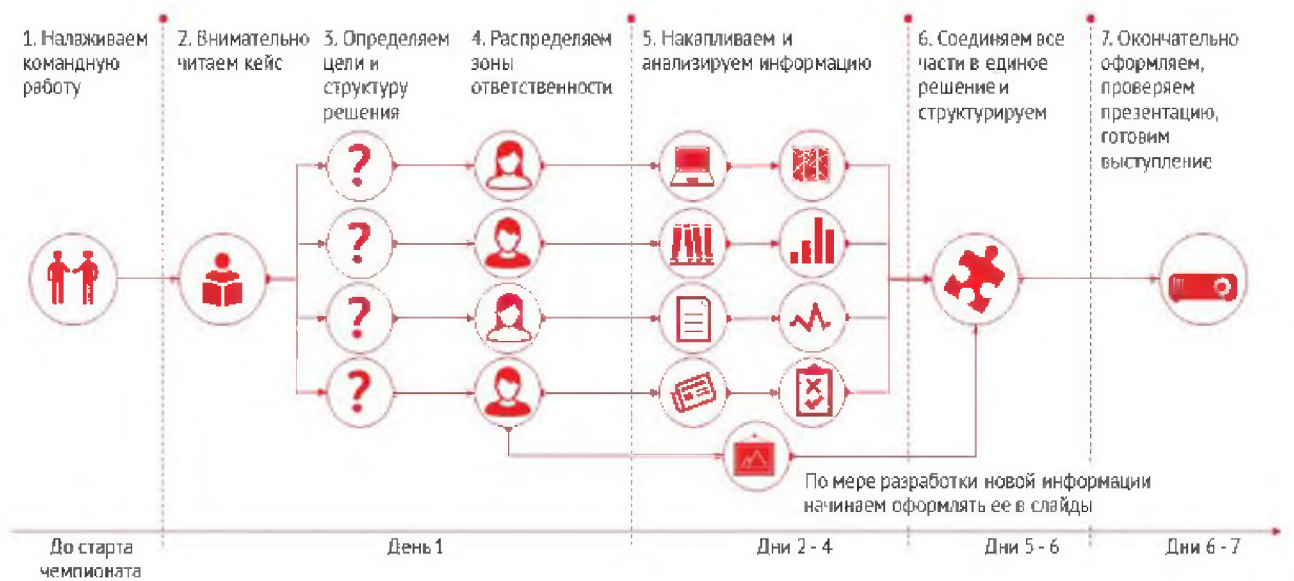 1. Налаживаем
командную
работу
2. Внимательно
читаем кейс
3. Определяем
цели и
структуру
решения
4. Распределяем
зоны
ответственности
5. Накапливаем и
анализируем информацию
6. Соединяем все
части в единое
решение и
структурируем
7. Окончательно
оформляем,
проверяем
презентацию,
готовим
выступление
?
?
?
?
По мере разработки новой информации
начинаем оформлять ее в слайды
До старта
чемпионата
День 1
Дни 2 - 4
Дни 5 - 6
Дни 6 - 7